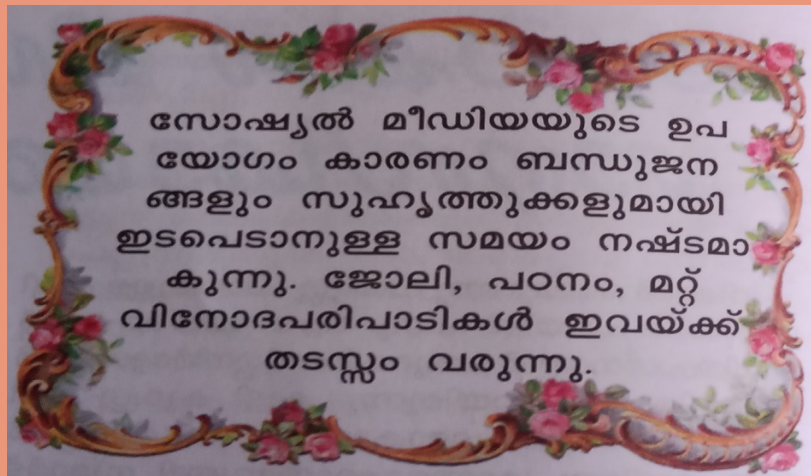 സോഷ്യൽ മീഡിയയുടെ ഉപ
യോഗം കാരണം ബന്ധുജന
ങ്ങളും സുഹൃത്തുക്കളുമായി
ഇടപെടാനുള്ള സമയം നഷ്ടമാ
കുന്നു. ജോലി, പഠനം, മറ്റ്
വിനോദപരിപാടികൾ ഇവയ്ക്ക്
തടസ്സം വരുന്നു.